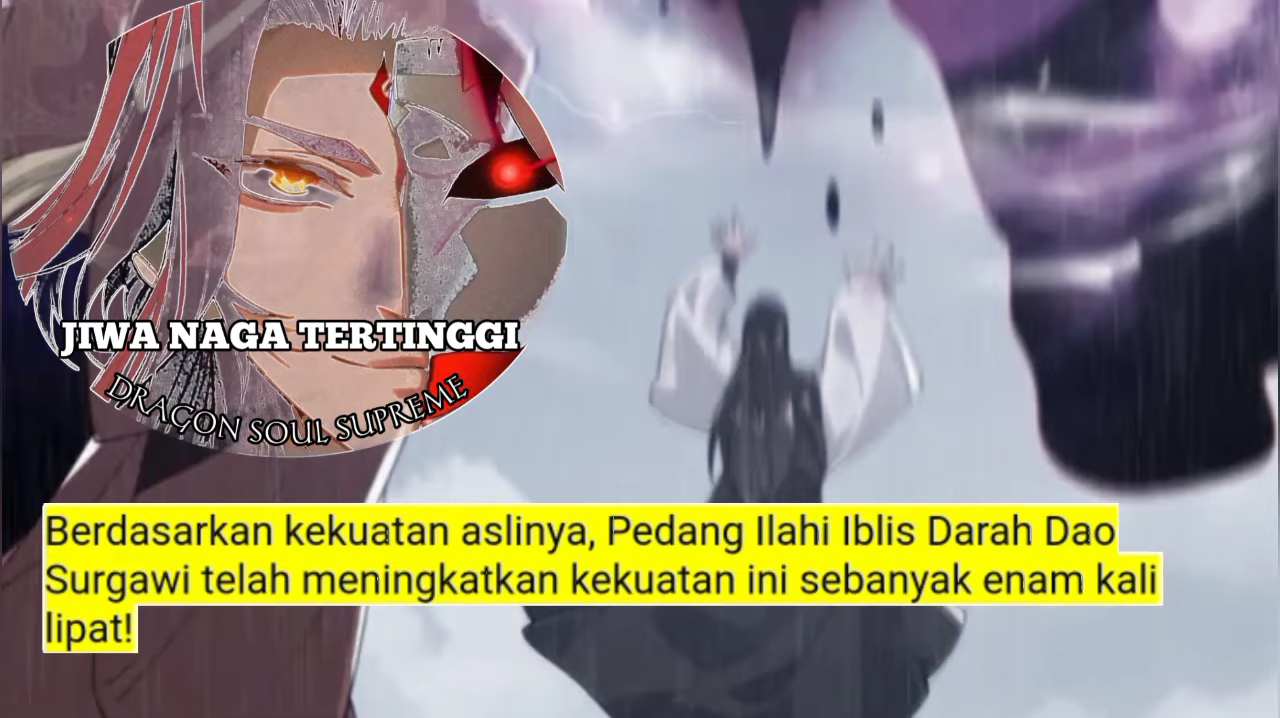 JIWA NAGA TERTINGGI
DRAGON SOUL SUPREME
Berdasarkan kekuatan aslinya, Pedang Ilahi Iblis Darah Dao
Surgawi telah meningkatkan kekuatan ini sebanyak enam kali
lipat!